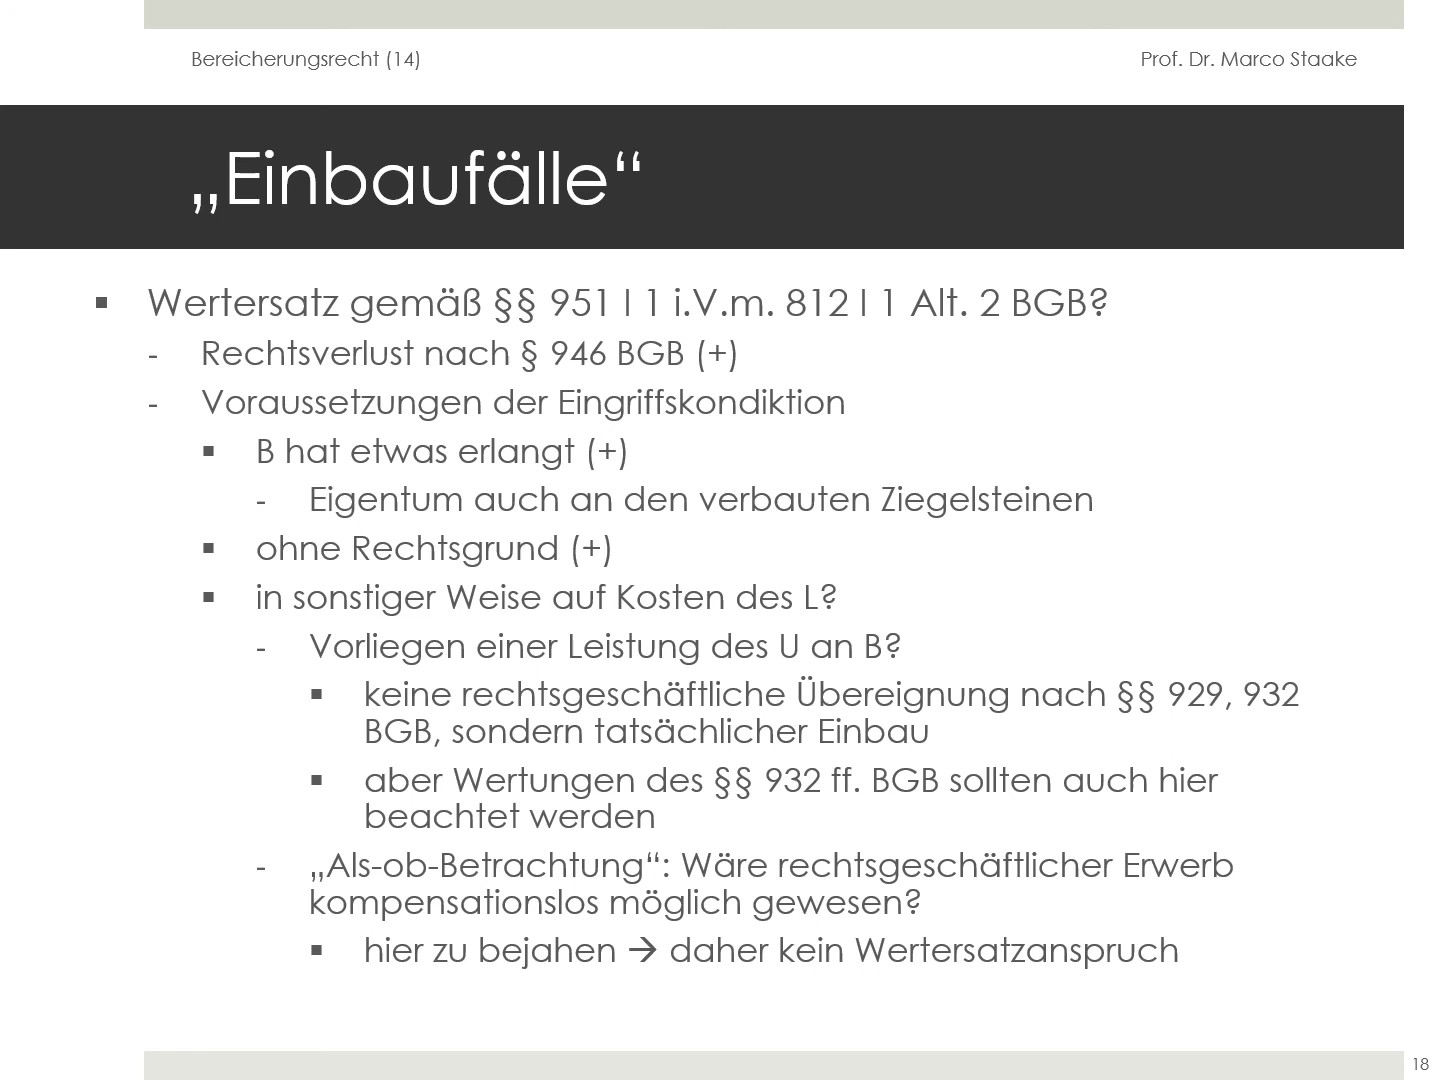 Bereicherungsrecht (14)
Prof. Dr. Marco Staake
„Einbaufälle“
▪ Wertersatz gemäß §§ 951 I 1 i.V.m. 812 I 1 Alt. 2 BGB?
- Rechtsverlust nach § 946 BGB (+)
- Voraussetzungen der Eingriffskondiktion
▪ B hat etwas erlangt (+)
- Eigentum auch an den verbauten Ziegelsteinen
▪ ohne Rechtsgrund (+)
▪ in sonstiger Weise auf Kosten des L?
- Vorliegen einer Leistung des U an B?
▪ keine rechtsgeschäftliche Übereignung nach §§ 929, 932
BGB, sondern tatsächlicher Einbau
▪ aber Wertungen des §§ 932 ff. BGB sollten auch hier
beachtet werden
- „Als-ob-Betrachtung“: Wäre rechtsgeschäftlicher Erwerb
kompensationslos möglich gewesen?
▪ hier zu bejahen → daher kein Wertersatzanspruch
18